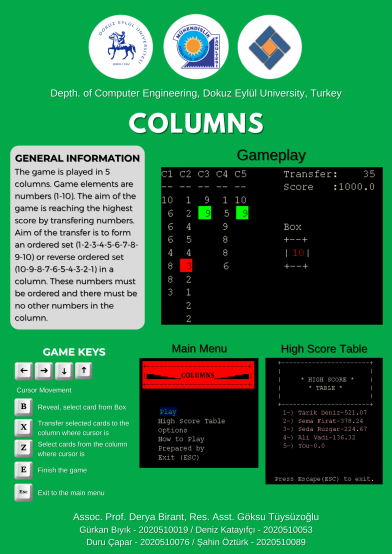 DOKUZ EYLÜL ÜNİVERSİTESİ
MÜHENDİSLİK
Depth. of Computer Engineering, Dokuz Eylül University, Turkey
COLUMNS
GENERAL INFORMATION
The game is played in 5
columns. Game elements are
numbers (1-10). The aim of the
game is reaching the highest
score by transfering numbers.
Aim of the transfer is to form
an ordered set (1-2-3-4-5-6-7-8-
9-10) or reverse ordered set
(10-9-8-7-6-5-4-3-2-1) in a
column. These numbers must
be ordered and there must be
no other numbers in the
column.
Gameplay
C1 C2 C3 C4 C5 Transfer: 35
-- -- -- -- -- Score :1000.0
10 1 9 1 10
6 2 9 5 9
6 9 9 Box
6 5 8 +--+
4 4 8 |10|
8 3 6 +--+
8 2
3 1
2
2
GAME KEYS
← → ↓ ↑
Cursor Movement
B Reveal, select card from Box
X Transfer selected cards to the
column where cursor is
Z Select cards from the column
where cursor is
E Finish the game
Esc Exit to the main menu
Main Menu
COLUMNS
Play
High Score Table
Options
How to Play
Prepared by
Exit (ESC)
High Score Table
* HIGH SCORE *
* TABLE *
1-) Tarik Denir-521.07
2-) Sema Firat-378.24
3-) Seda Ruzgar-224.67
4-) Ali Vadi-136.32
5-) You-0.0
Press Escape(ESC) to exit.
Assoc. Prof. Derya Birant, Res. Asst. Göksu Tüysüzoğlu
Gürkan Bıyık - 2020510019 / Deniz Katayıfçı - 2020510053
Duru Çapar - 2020510076 / Şahin Öztürk - 2020510089